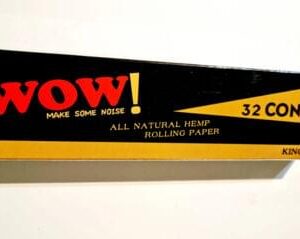 WOW!
MAKE SOME NOISE
ALL NATURAL HEMP
ROLLING PAPER
32 CON
KING